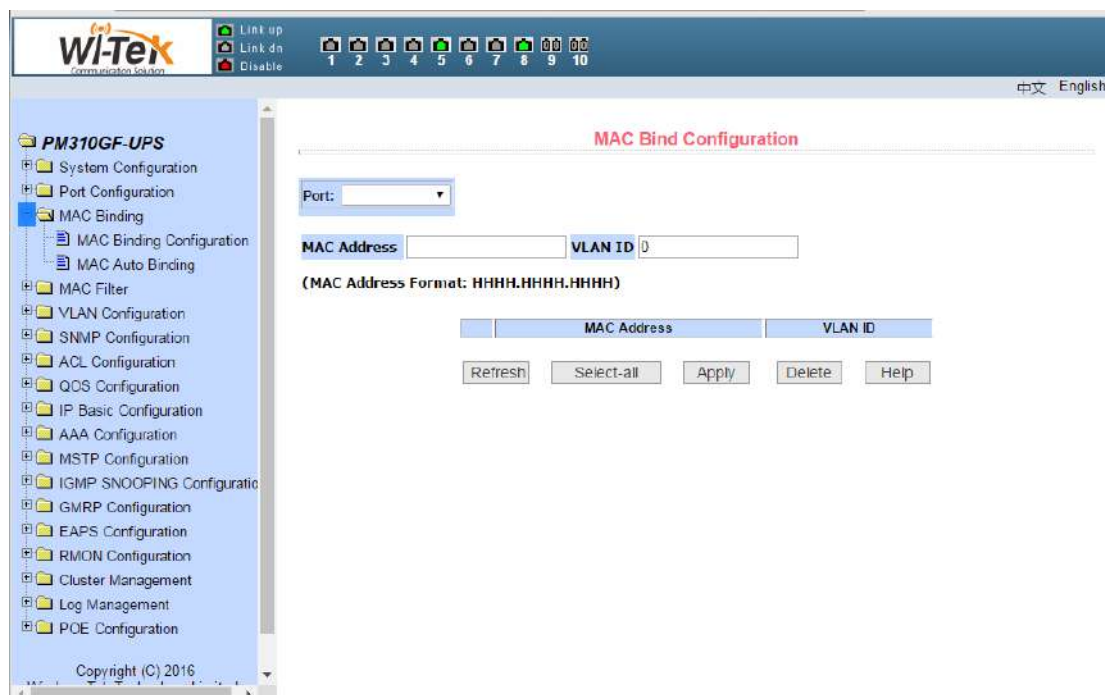 Wi-Tek
Communication Solution
Link up
Link dn
Disable
1 2 3 4 5 6 7 8 9 10
中文 English
PM310GF-UPS
System Configuration
Port Configuration
MAC Binding
MAC Binding Configuration
MAC Auto Binding
MAC Filter
VLAN Configuration
SNMP Configuration
ACL Configuration
QOS Configuration
IP Basic Configuration
AAA Configuration
MSTP Configuration
IGMP SNOOPING Configuratio
GMRP Configuration
EAPS Configuration
RMON Configuration
Cluster Management
Log Management
POE Configuration
Copyright (C) 2016
MAC Bind Configuration
Port:
MAC Address VLAN ID 0
(MAC Address Format: HHHH.HHHH.HHHH)
MAC Address VLAN ID
Refresh Select-all Apply Delete Help